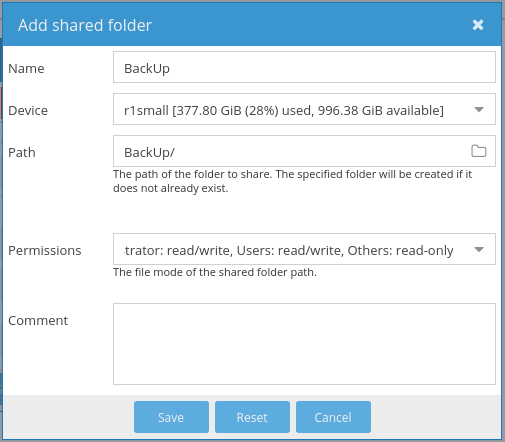 Add shared folder
Name
BackUp
Device
r1small [377.80 GiB (28%) used, 996.38 GiB available]
Path
BackUp/
The path of the folder to share. The specified folder will be created if it
does not already exist.
Permissions
trator: read/write, Users: read/write, Others: read-only
The file mode of the shared folder path.
Comment
Save
Reset
Cancel